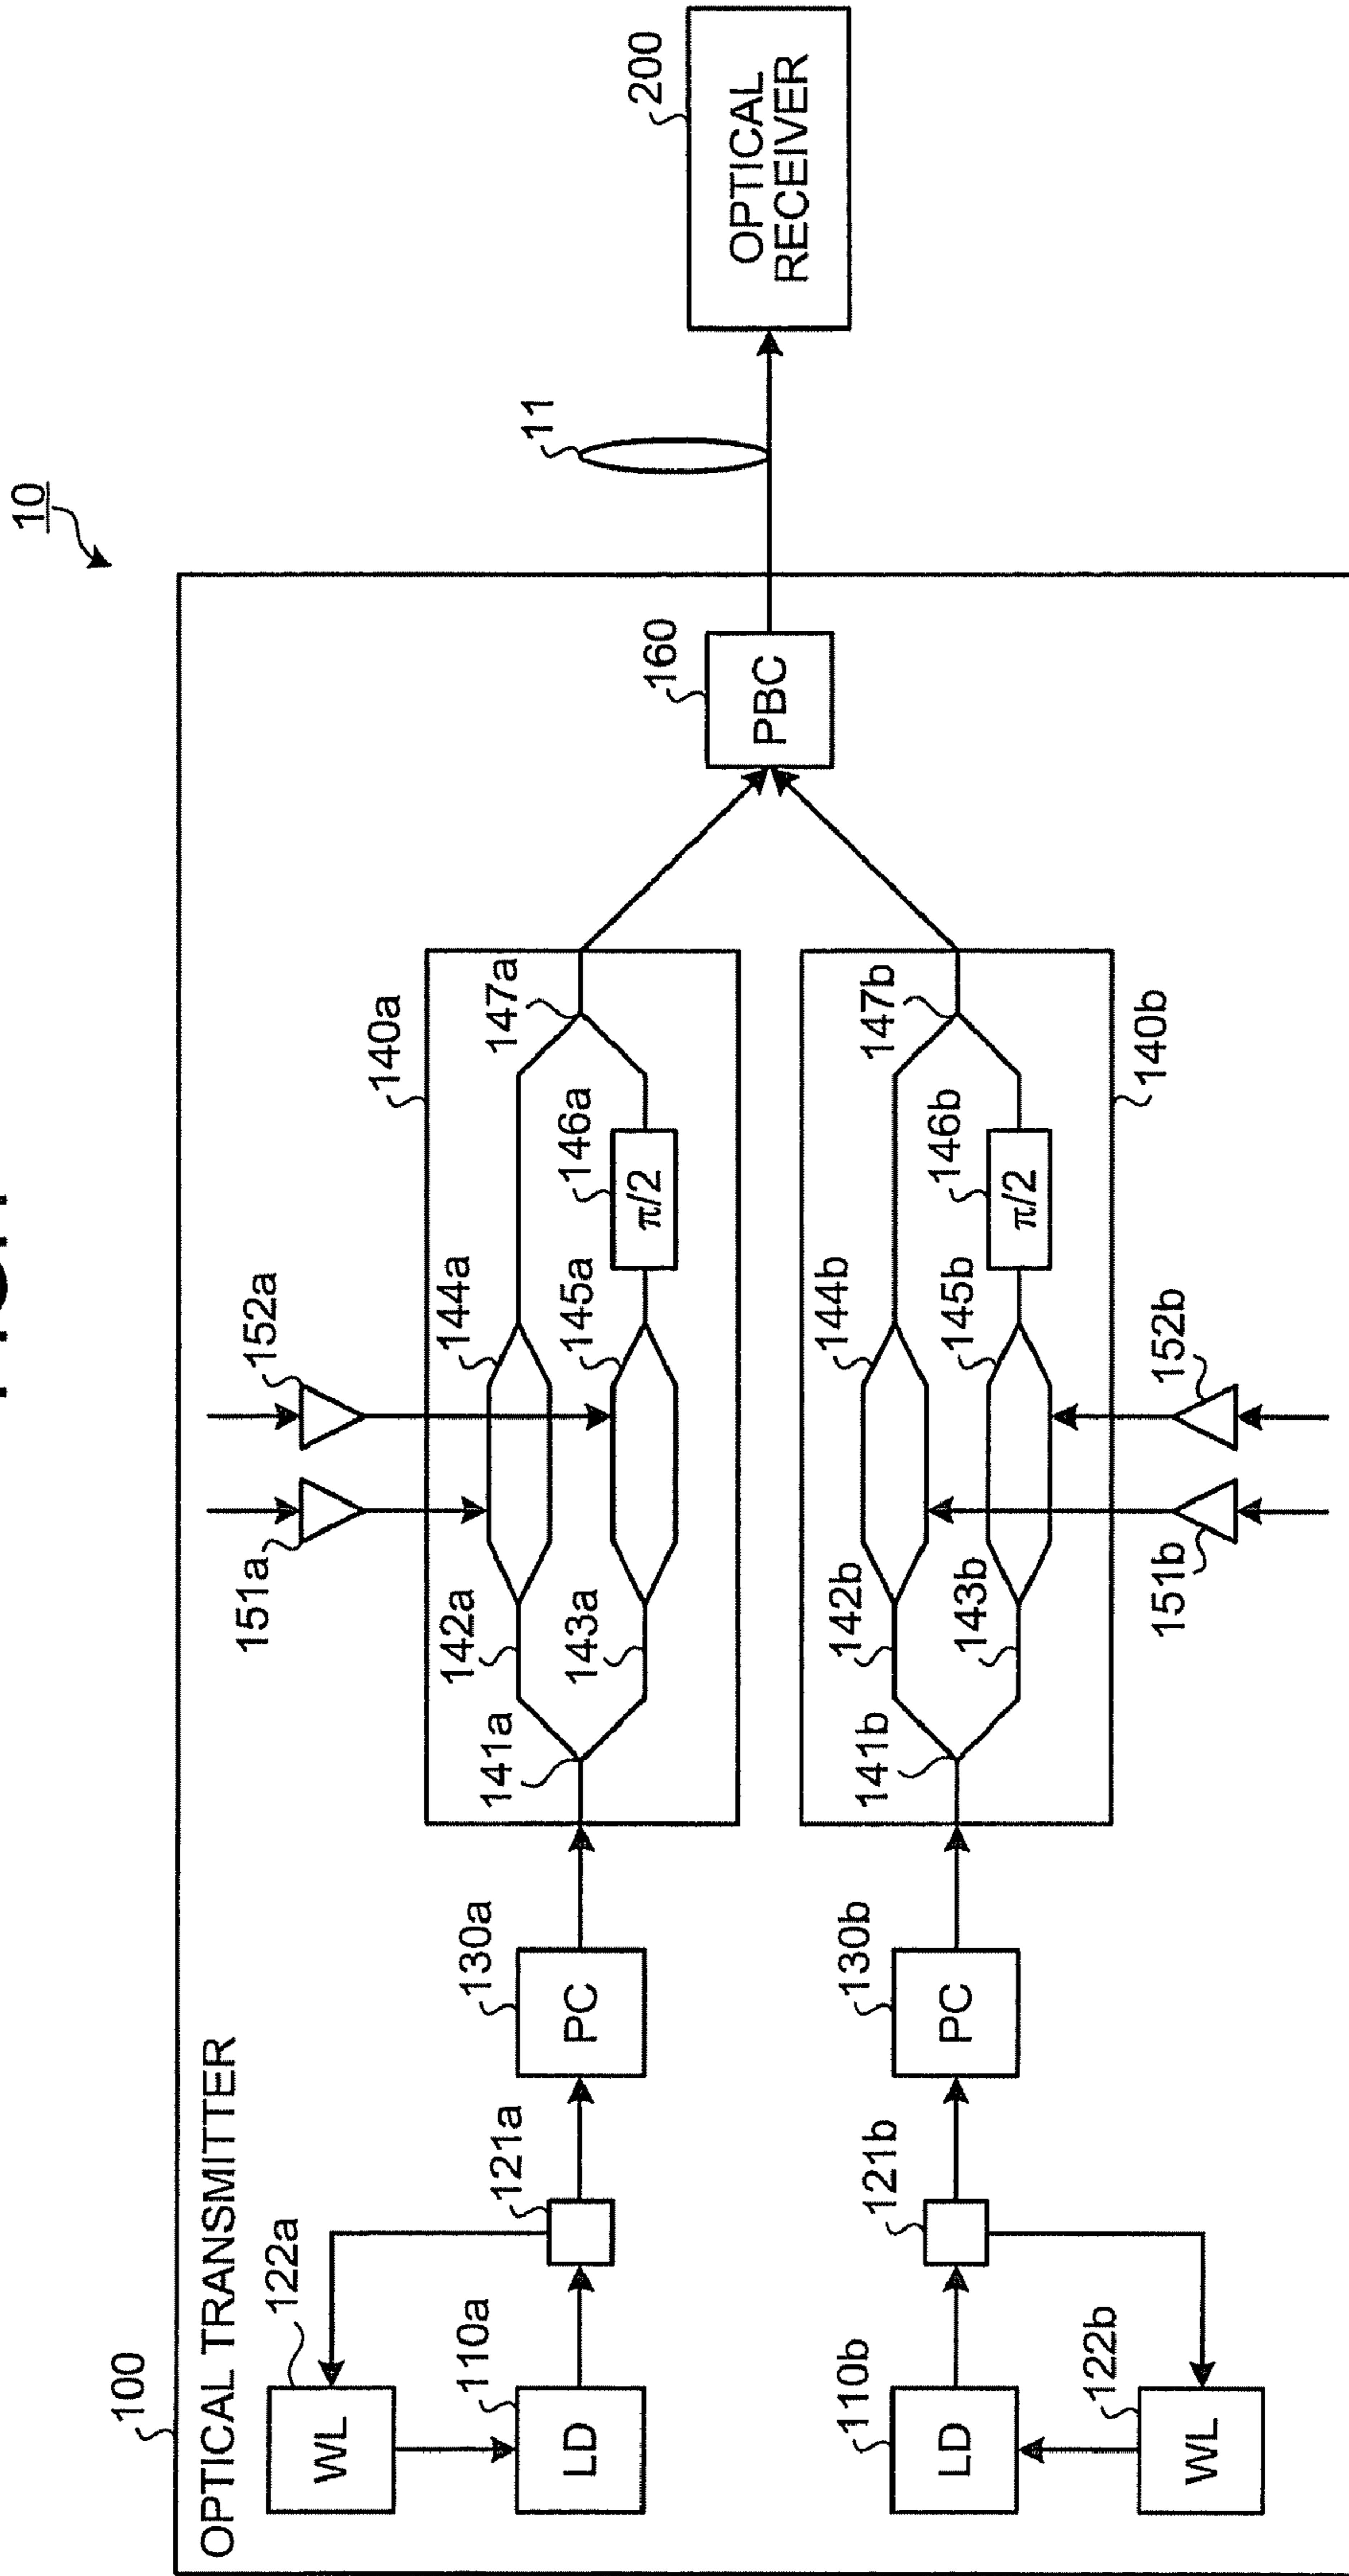 10
100
OPTICAL TRANSMITTER
122a
WL
110a
LD
121a
130a
PC
151a
152a
140a
141a
142a
143a
144a
145a
146a
π/2
147a
160
PBC
11
200
OPTICAL
RECEIVER
110b
LD
122b
WL
121b
130b
PC
140b
141b
142b
143b
144b
145b
146b
π/2
147b
151b
152b